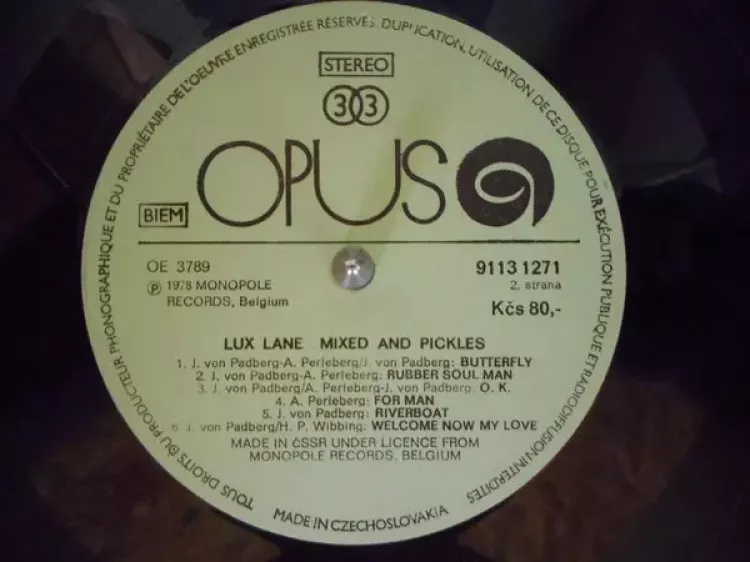 TOUS DROITS DU PRODUCTEUR PHONOGRAPHIQUE ET DU PROPRIÉTAIRE DE L'OEUVRE ENREGISTRÉE RÉSERVÉS. DUPLICATION, UTILISATION DE CE DISQUE POUR EXÉCUTION PUBLIQUE ET RADIODIFFUSION INTERDITES
STEREO
33
OPUS
BIEM
OE 3789
9113 1271
℗ 1978 MONOPOLE
RECORDS, Belgium
2. strana
Kčs 80,-
LUX LANE MIXED AND PICKLES
1. J. von Padberg-A. Perleberg/J. von Padberg: BUTTERFLY
2. J. von Padberg-A. Perleberg: RUBBER SOUL MAN
3. J. von Padberg/A. Perleberg-J. von Padberg: O. K.
4. A. Perleberg: FOR MAN
5. J. von Padberg: RIVERBOAT
6. J. von Padberg/H. P. Wibbing: WELCOME NOW MY LOVE
MADE IN ČSSR UNDER LICENCE FROM
MONOPOLE RECORDS, BELGIUM
MADE IN CZECHOSLOVAKIA